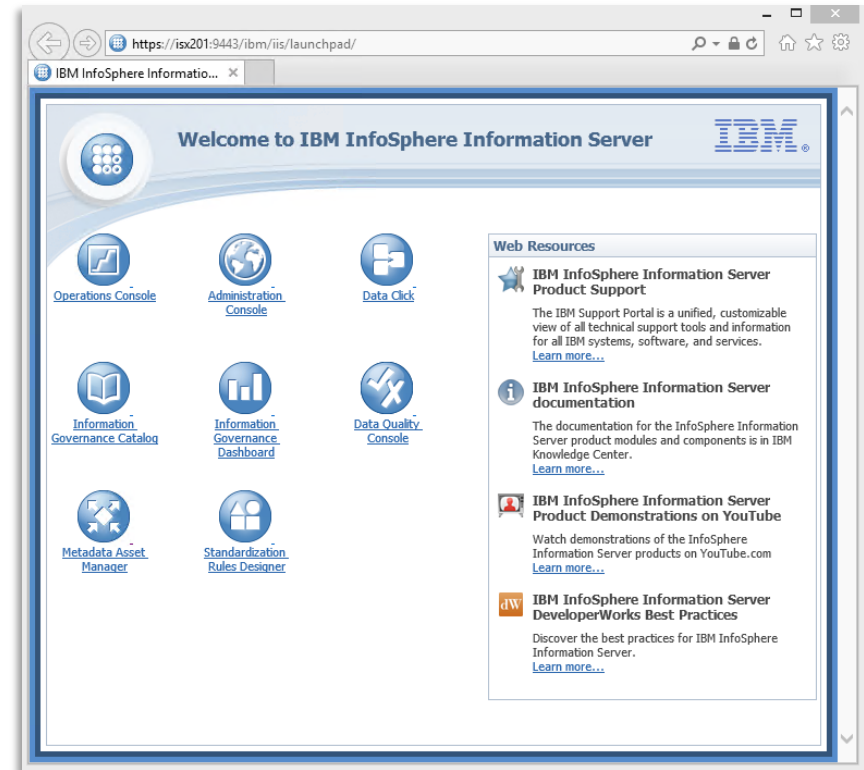 https://isx201:9443/ibm/iis/launchpad/
IBM InfoSphere Informatio...
Welcome to IBM InfoSphere Information Server
IBM®
Operations Console
Administration
Console
Data Click
Information
Governance Catalog
Information
Governance
Dashboard
Data Quality
Console
Metadata Asset
Manager
Standardization
Rules Designer
Web Resources
IBM InfoSphere Information Server
Product Support
The IBM Support Portal is a unified, customizable
view of all technical support tools and information
for all IBM systems, software, and services.
Learn more...
IBM InfoSphere Information Server
documentation
The documentation for the InfoSphere Information
Server product modules and components is in IBM
Knowledge Center.
Learn more...
IBM InfoSphere Information Server
Product Demonstrations on YouTube
Watch demonstrations of the InfoSphere
Information Server products on YouTube.com
Learn more...
dW
IBM InfoSphere Information Server
DeveloperWorks Best Practices
Discover the best practices for IBM InfoSphere
Information Server.
Learn more...